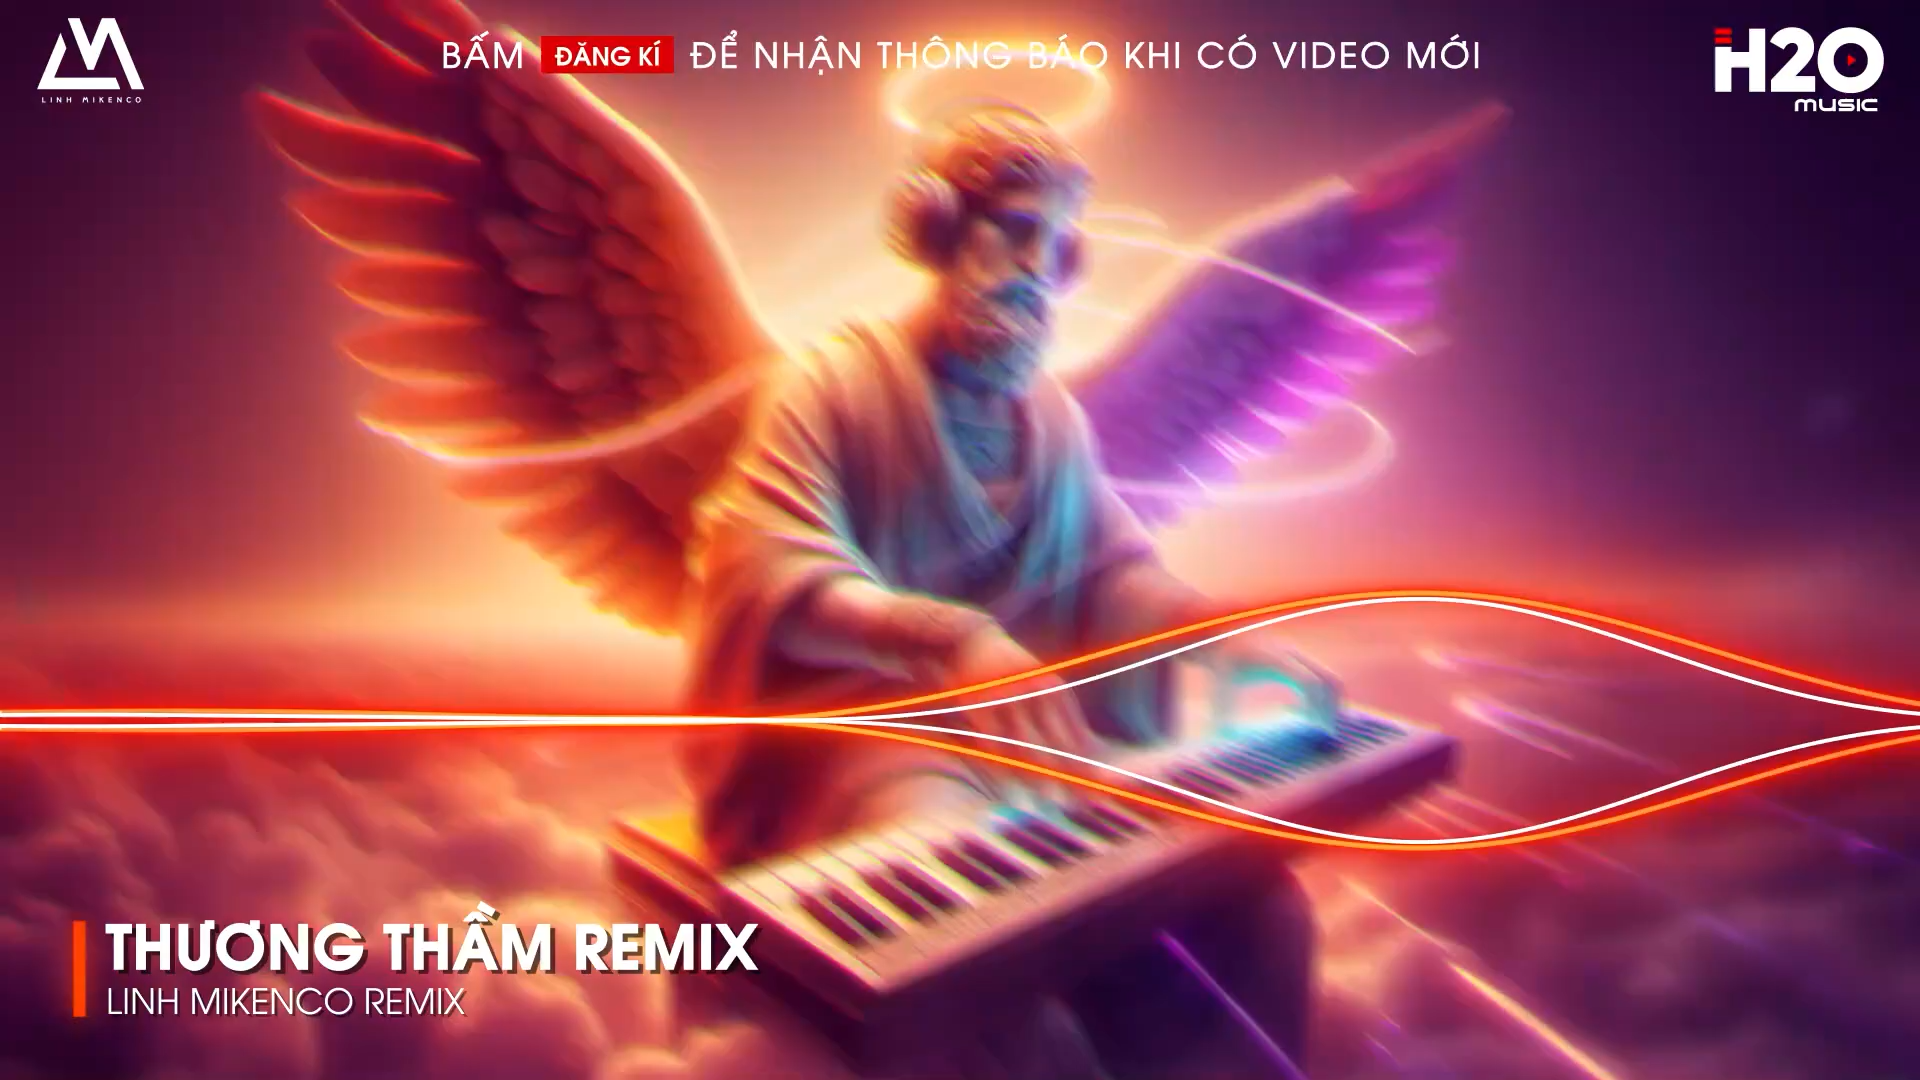 LINH MIKENCO
BẤM ĐĂNG KÍ ĐỂ NHẬN THÔNG BÁO KHI CÓ VIDEO MỚI
H2O
MUSIC
THƯƠNG THẦM REMIX
LINH MIKENCO REMIX